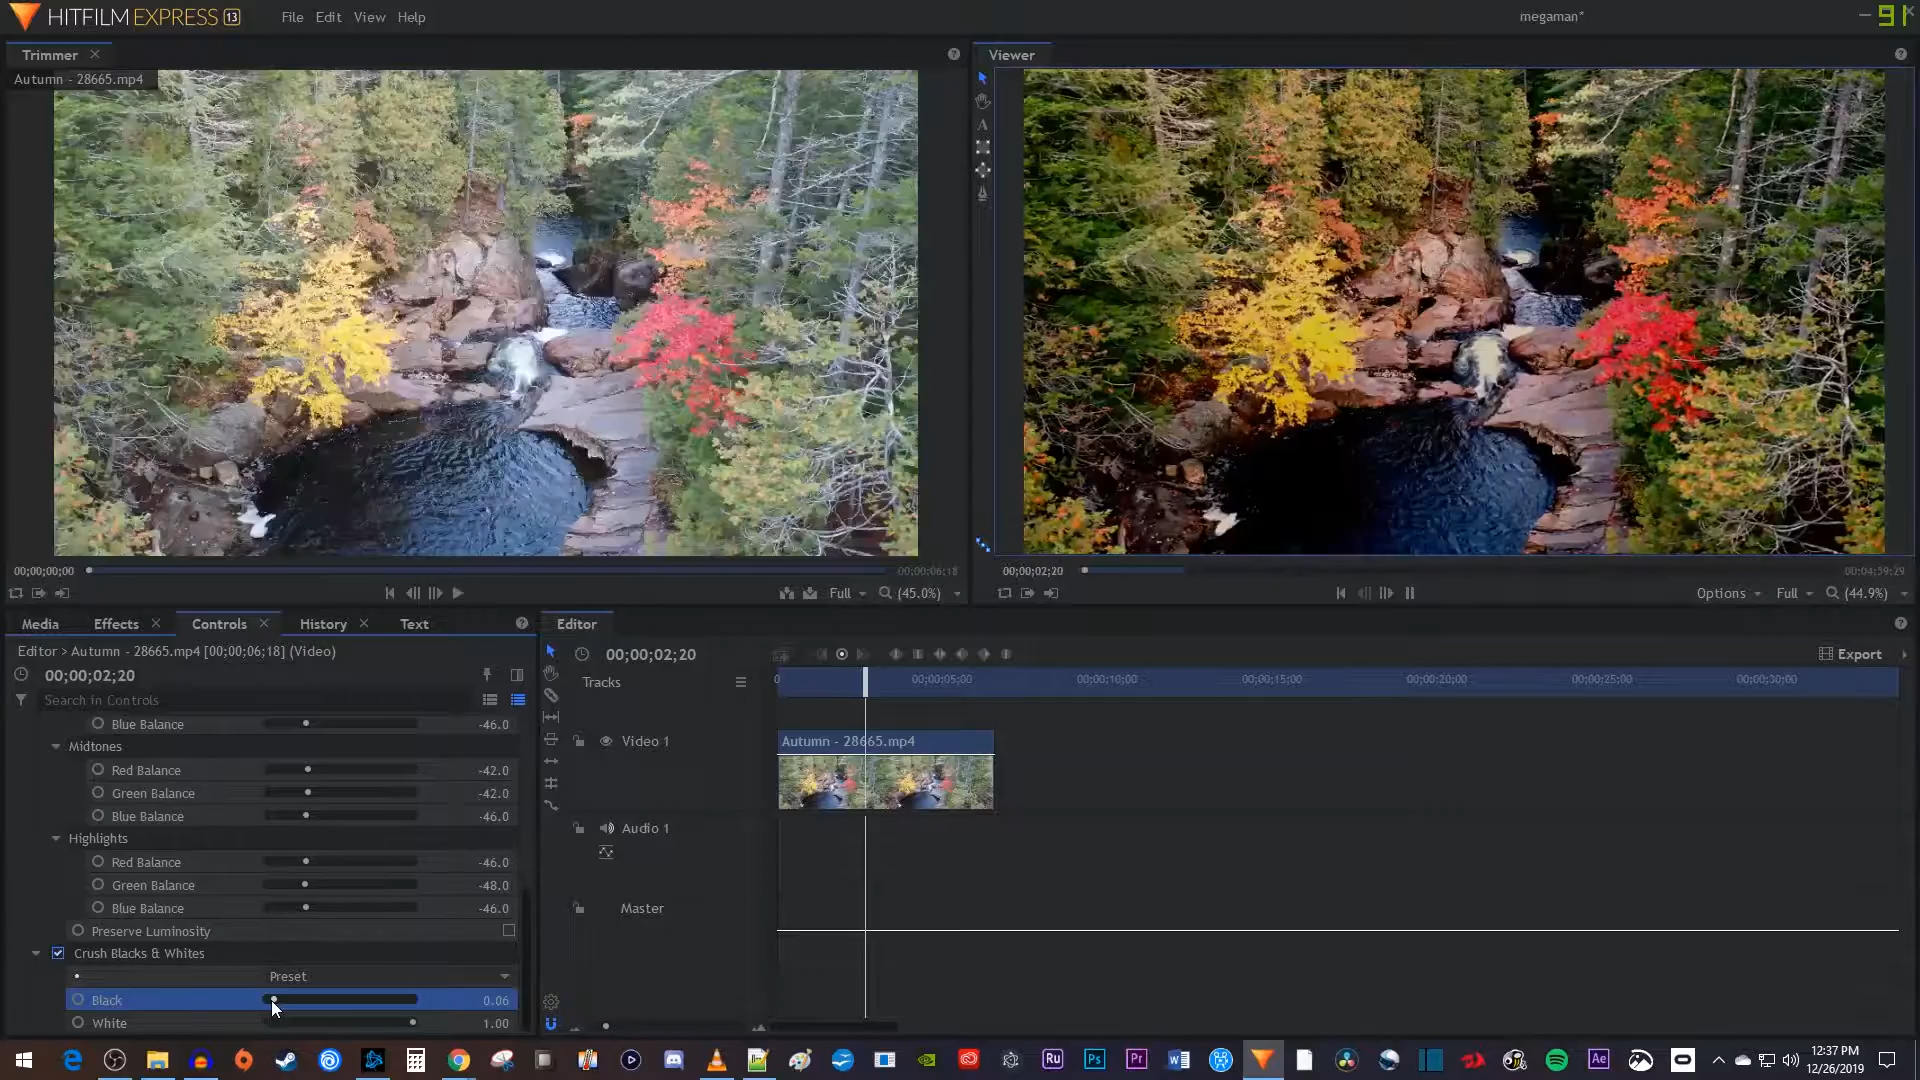 HITFILM EXPRESS 13 File Edit View Help megaman* 91
Trimmer
Viewer
Autumn - 28665.mp4
A
00;00;00;00 00;00;06;18
00;00;02;20 00;04;59;29
Full (45.0%)
Options Full (44.9%)
Media Effects Controls History Text
Editor
Editor > Autumn - 28665.mp4 [00;00;06;18] (Video)
00;00;02;20
Search in Controls
Blue Balance -46.0
Midtones
Red Balance -42.0
Green Balance -42.0
Blue Balance -46.0
Highlights
Red Balance -46.0
Green Balance -48.0
Blue Balance -46.0
Preserve Luminosity
Crush Blacks & Whites
Preset
Black 0.06
White 1.00
00;00;02;20
Export
Tracks
0 00;00;05;00 00;00;10;00 00;00;15;00 00;00;20;00 00;00;25;00 00;00;30;00
Video 1
Autumn - 28665.mp4
Audio 1
Master
Ru Ps Pr Ae
12:37 PM
12/26/2019